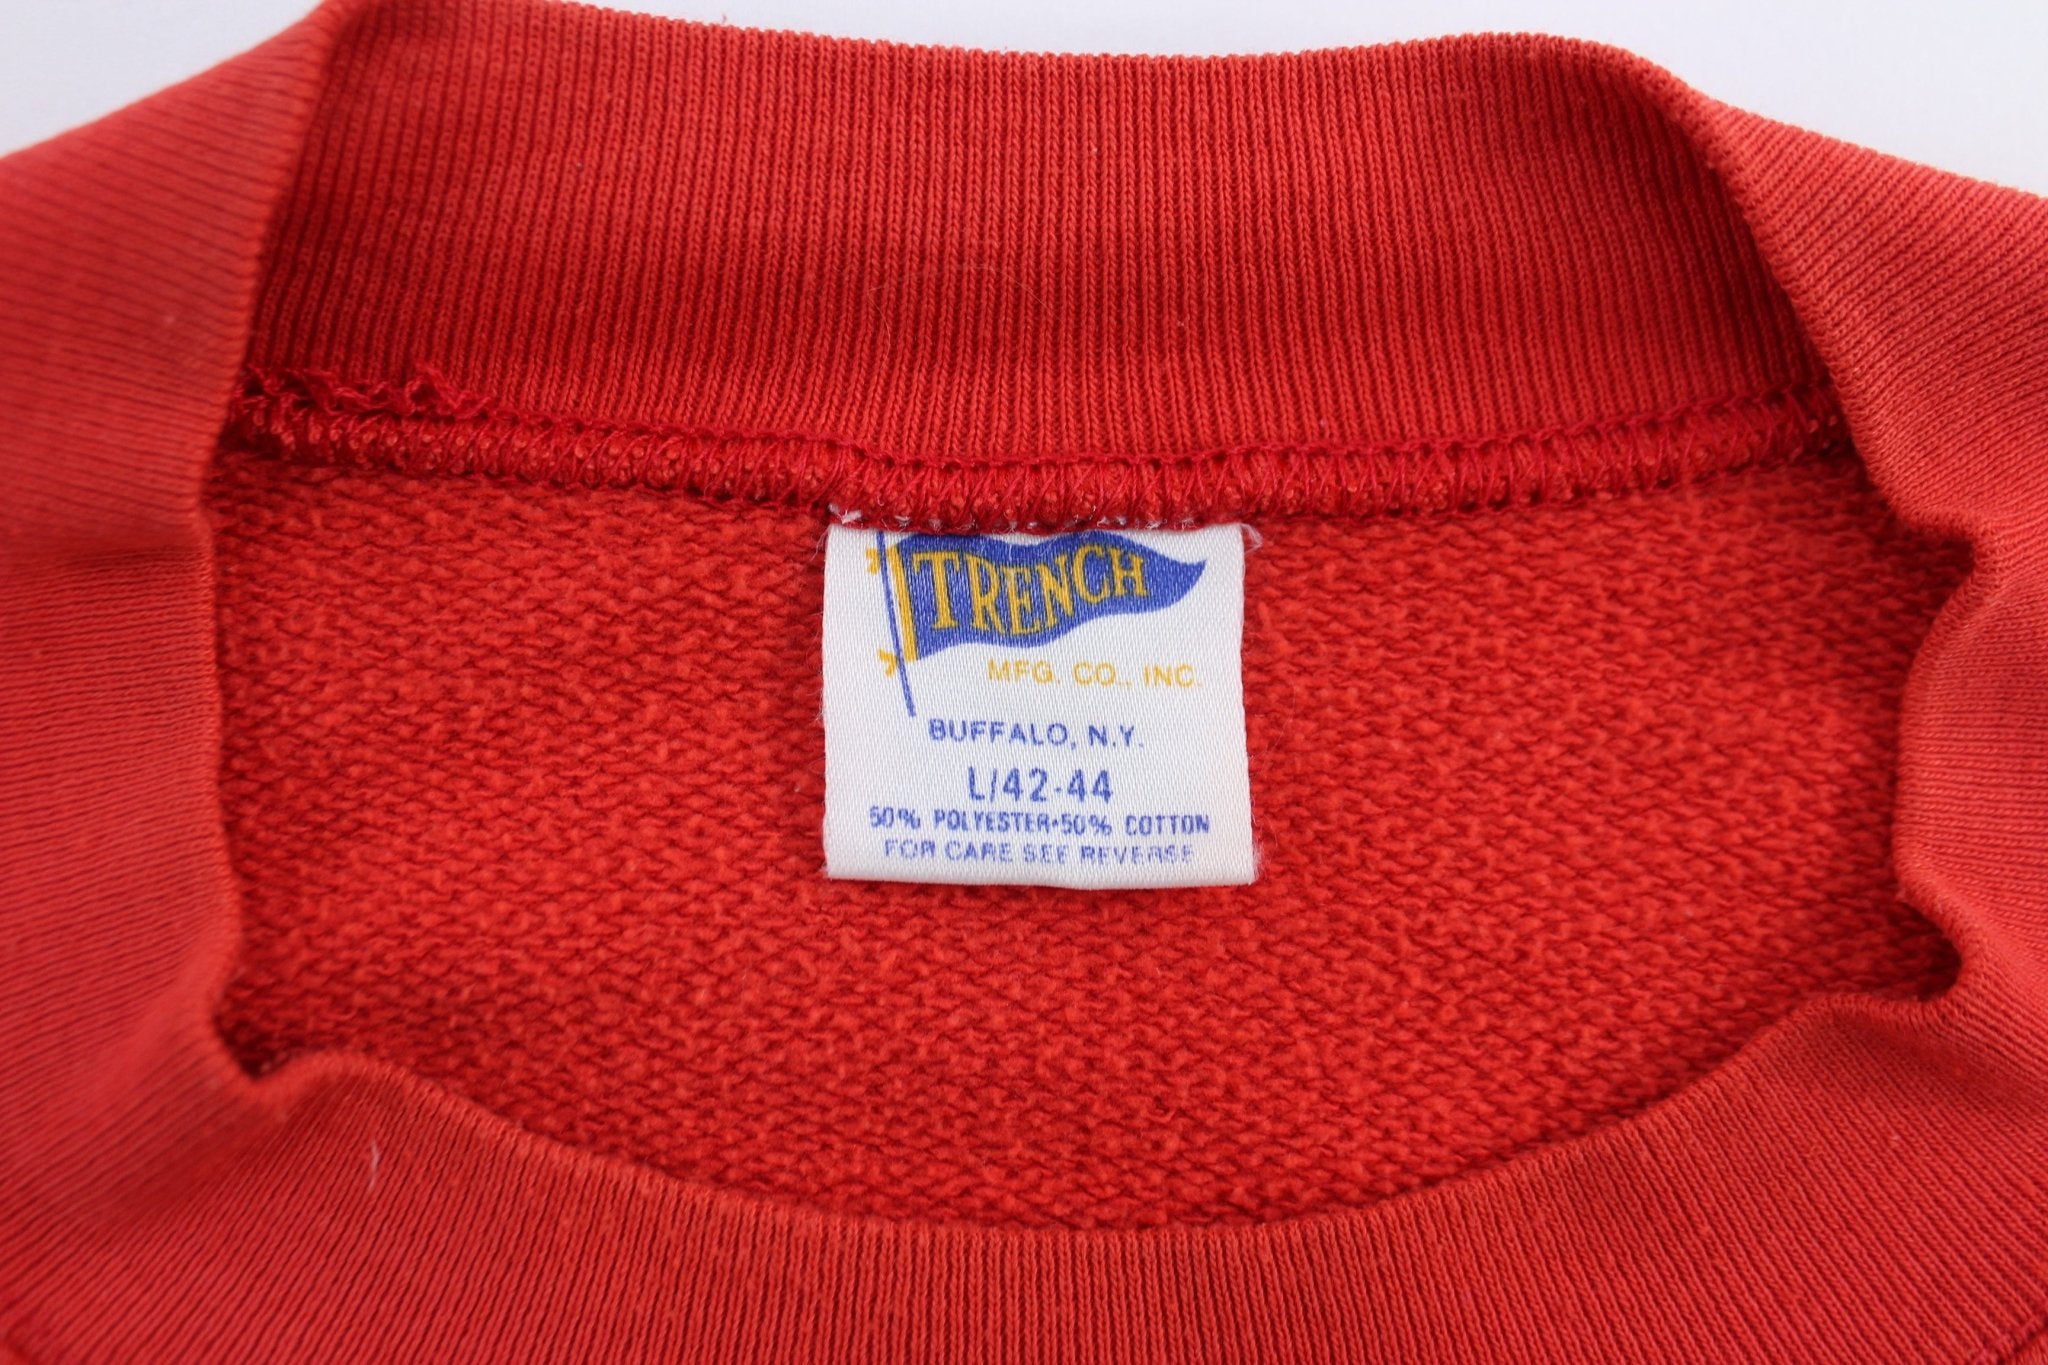 TRENCH
MFG. CO., INC.
BUFFALO, N.Y.
L/42-44
50% POLYESTER•50% COTTON
FOR CARE SEE REVERSE